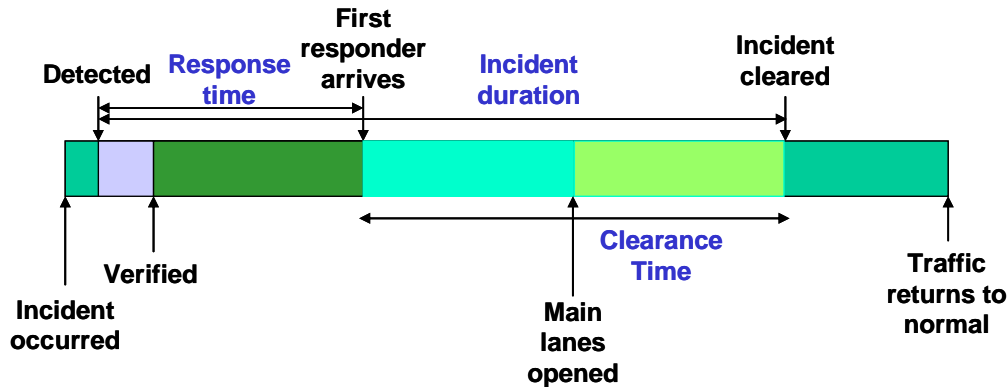 First
responder
arrives
Detected
Response
time
Incident
duration
Incident
cleared
Clearance
Time
Verified
Incident
occurred
Main
lanes
opened
Traffic
returns to
normal